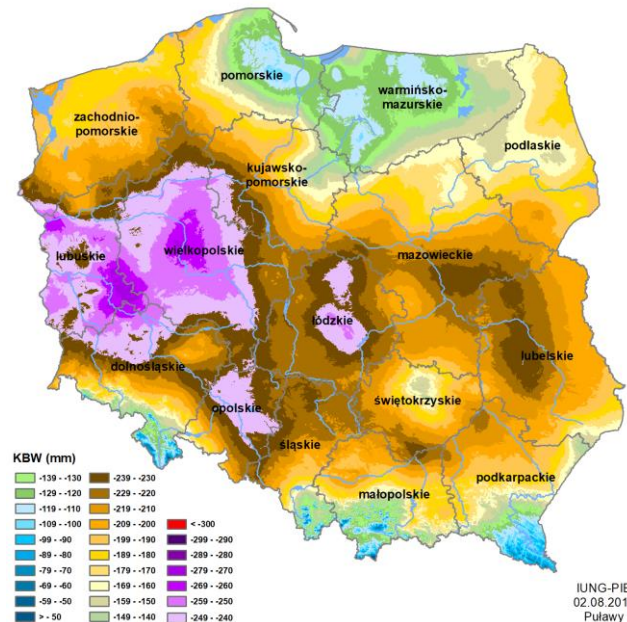 pomorskie
warmińsko-
mazurskie
zachodnio-
pomorskie
podlaskie
kujawsko-
pomorskie
mazowieckie
lubuskie
wielkopolskie
łódzkie
lubelskie
dolnośląskie
opolskie
świętokrzyskie
śląskie
małopolskie
podkarpackie
KBW (mm)
-139 - -130
-129 - -120
-119 - -110
-109 - -100
-99 - -90
-89 - -80
-79 - -70
-69 - -60
-59 - -50
> - 50
-239 - -230
-229 - -220
-219 - -210
-209 - -200
-199 - -190
-189 - -180
-179 - -170
-169 - -160
-159 - -150
-149 - -140
< -300
-299 - -290
-289 - -280
-279 - -270
-269 - -260
-259 - -250
-249 - -240
IUNG-PIB
02.08.201
Puławy